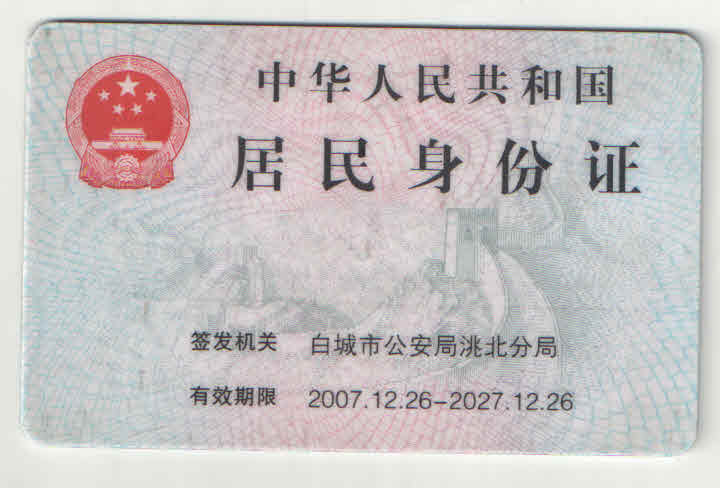 中华人民共和国
居民身份证
签发机关 白城市公安局洮北分局
有效期限 2007.12.26-2027.12.26